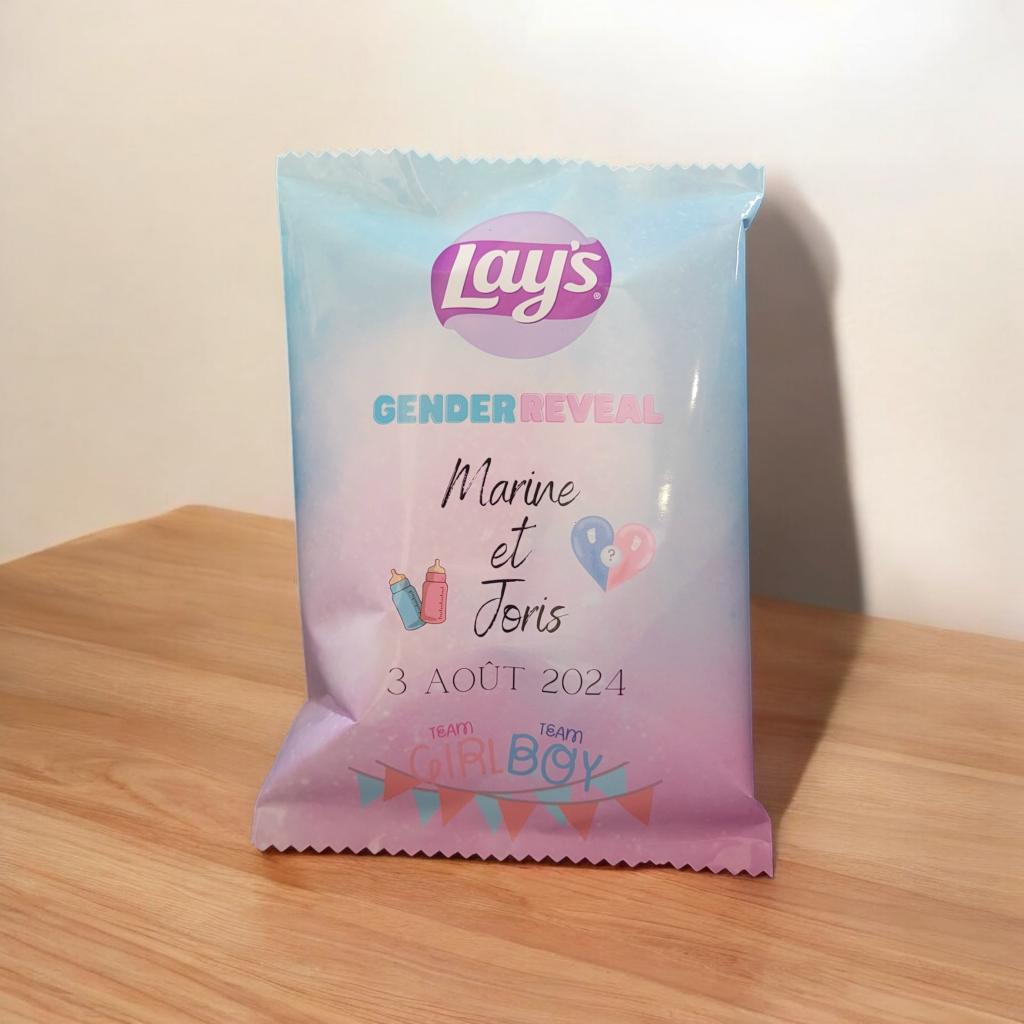 Lay's®
GENDER REVEAL
Marine
et
?
Joris
3 AOÛT 2024
TEAM TEAM
GIRL BOY